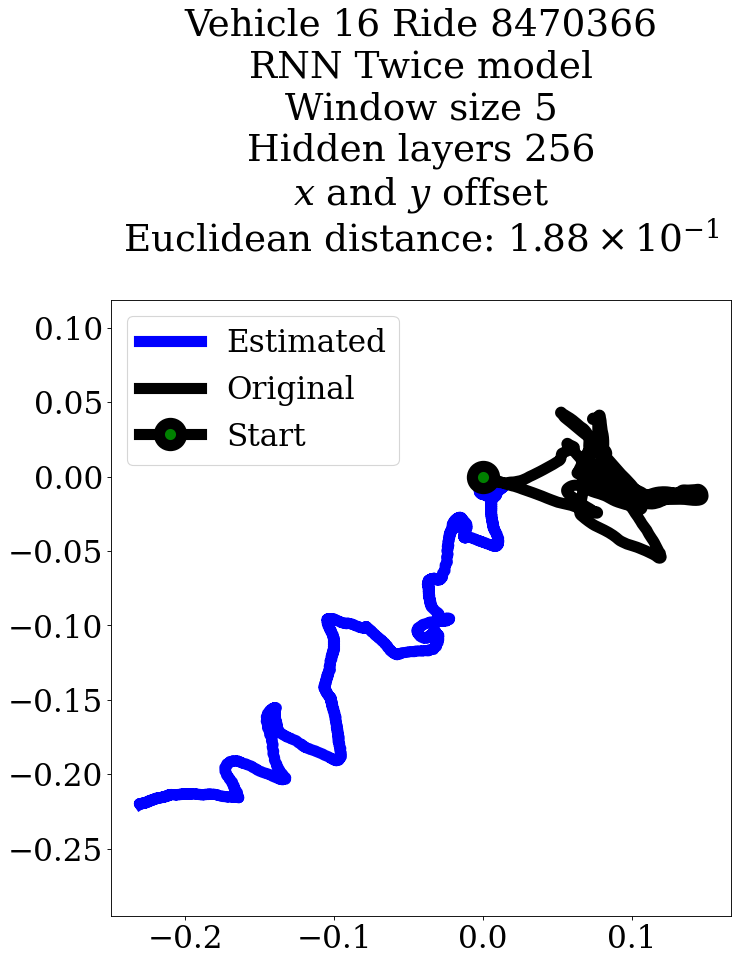 Vehicle 16 Ride 8470366
RNN Twice model
Window size 5
Hidden layers 256
x and y offset
Euclidean distance: 1.88 × 10⁻¹
Estimated
Original
Start
0.10
0.05
0.00
−0.05
−0.10
−0.15
−0.20
−0.25
−0.2 −0.1 0.0 0.1